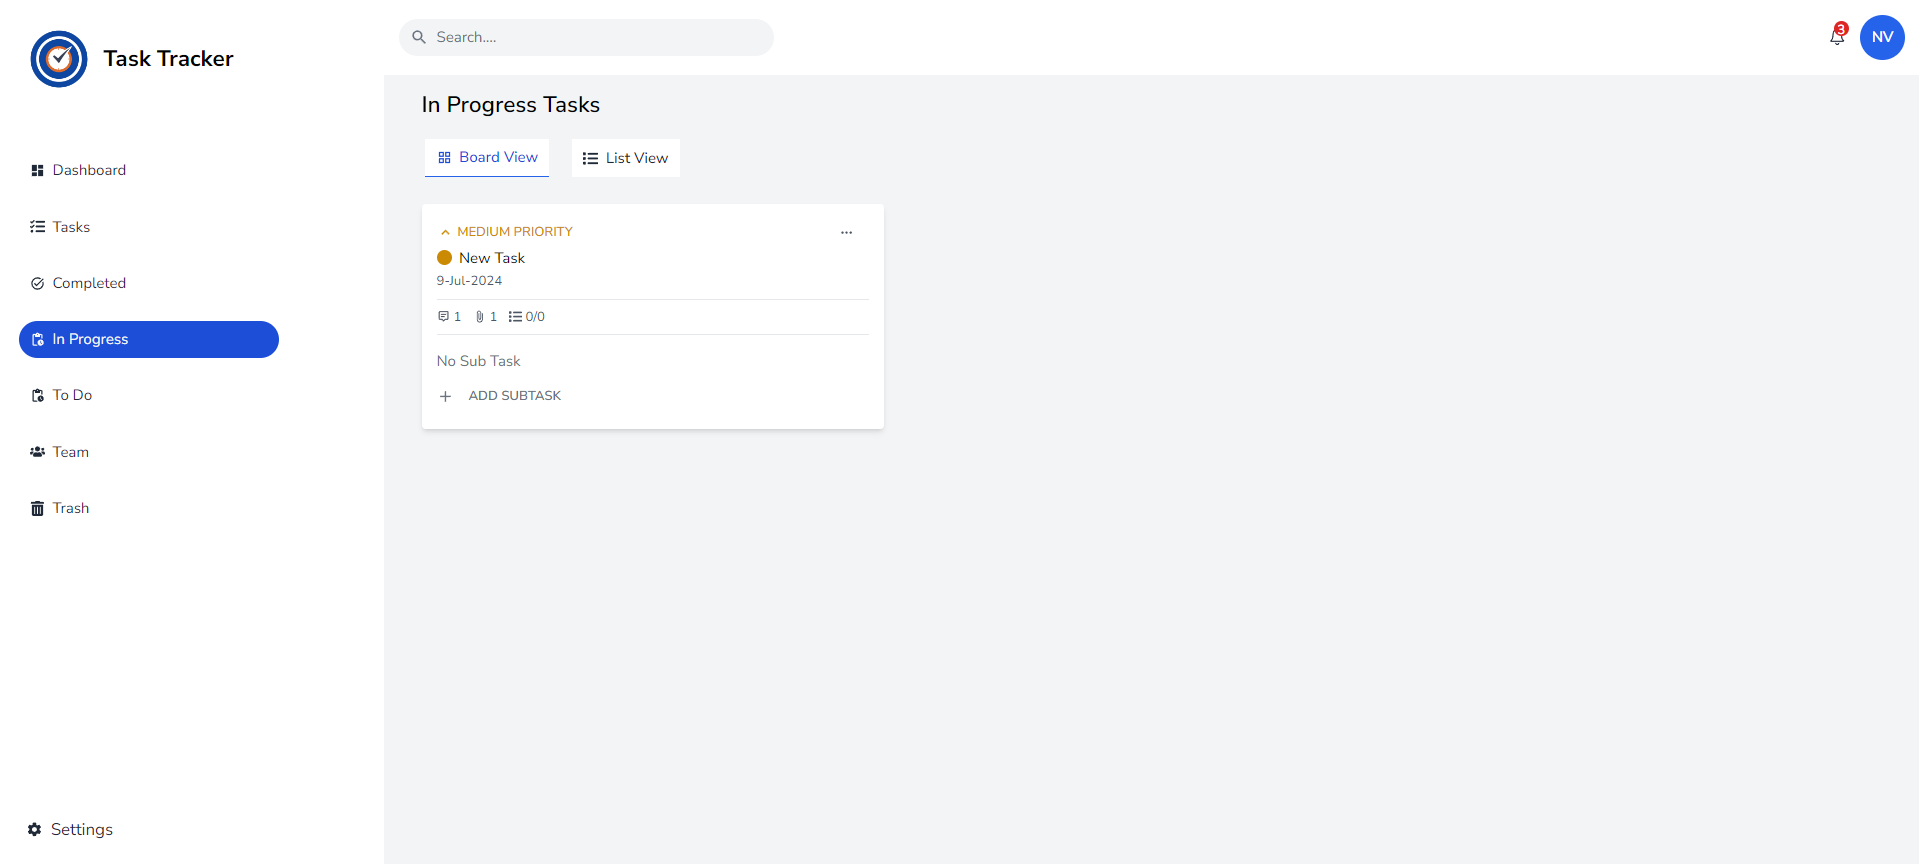 Task Tracker
Search....
3
NV
Dashboard
Tasks
Completed
In Progress
To Do
Team
Trash
Settings
In Progress Tasks
Board View
List View
MEDIUM PRIORITY
New Task
9-Jul-2024
1 1 0/0
No Sub Task
ADD SUBTASK